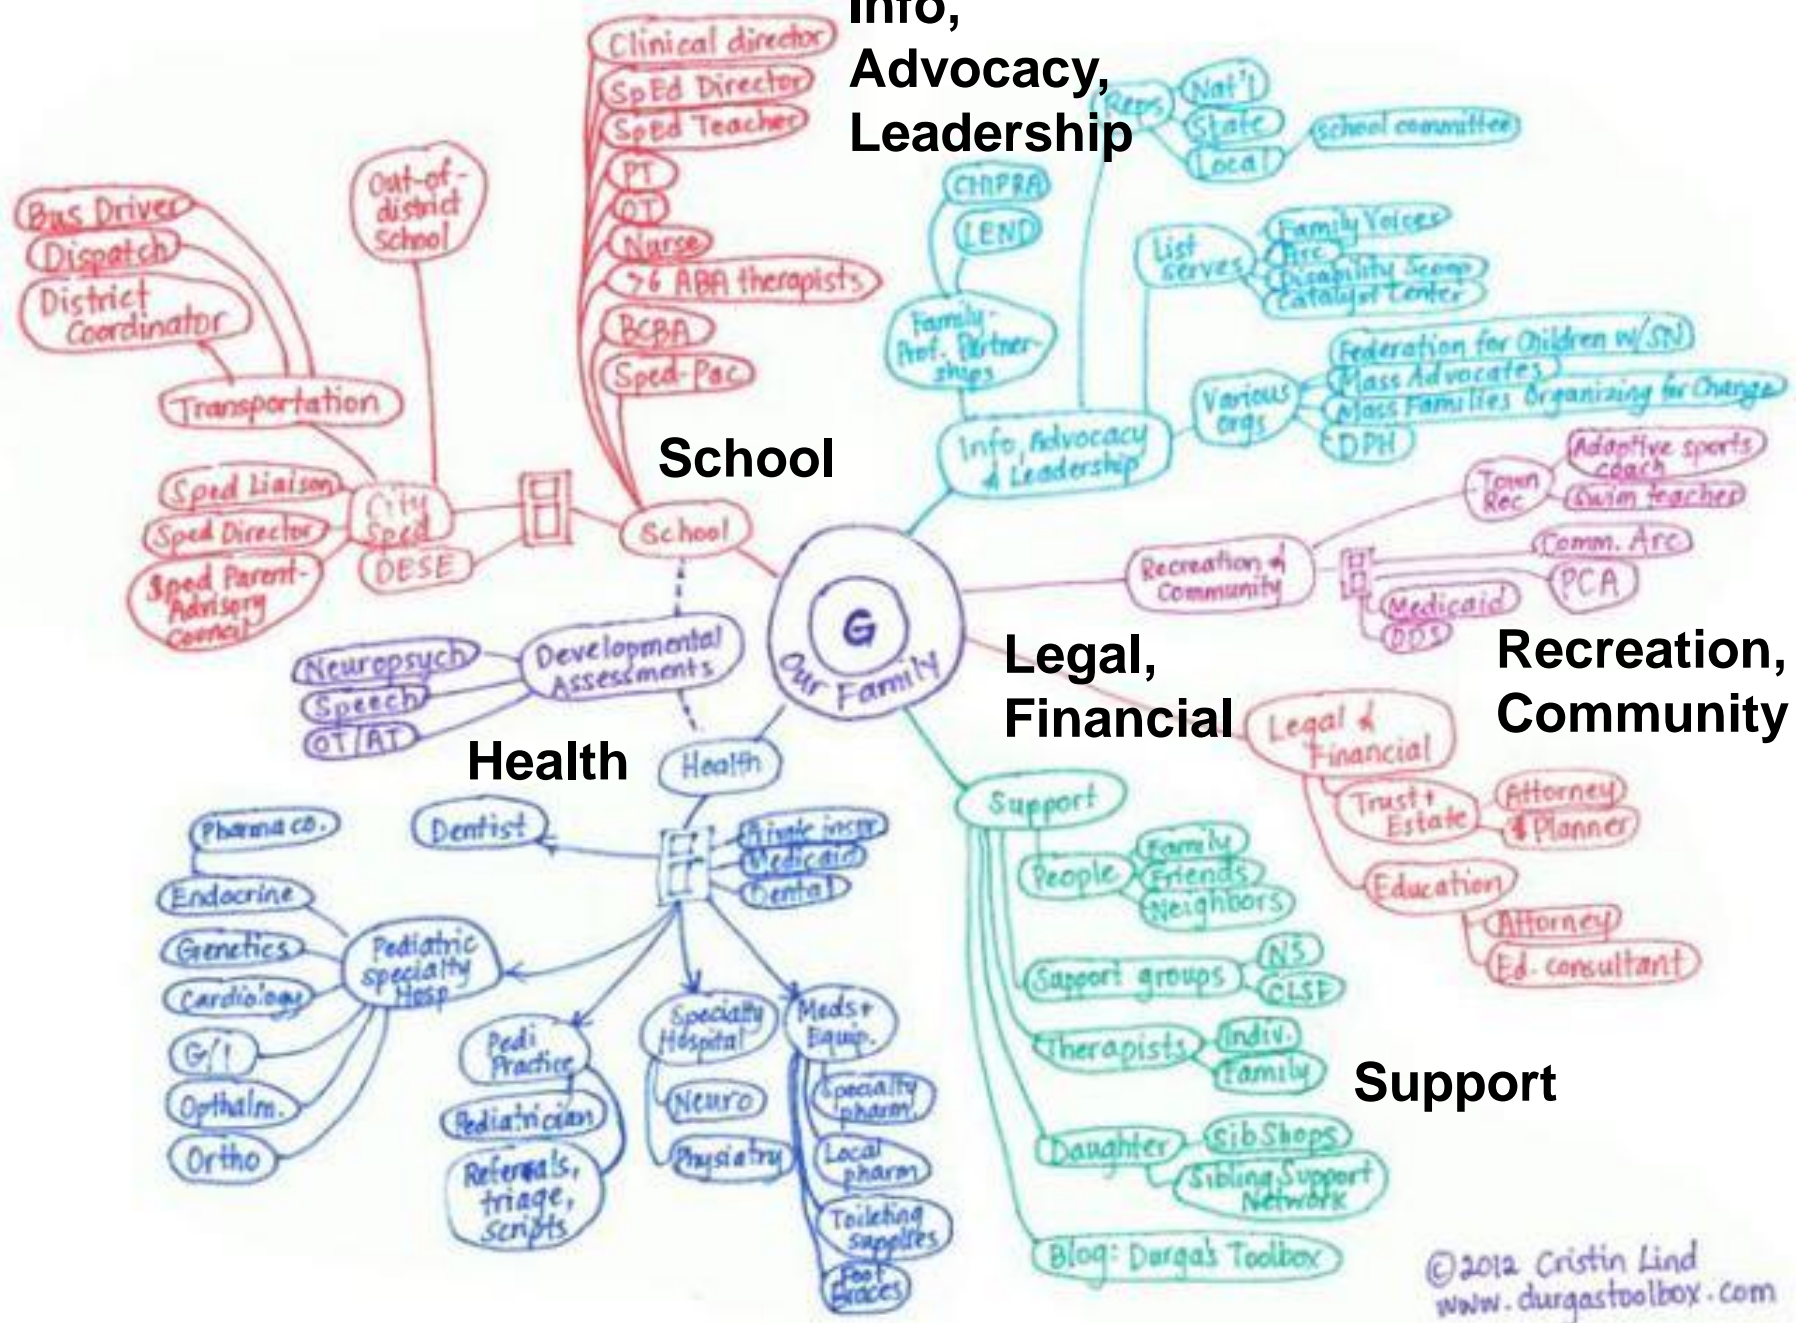 Info,
Advocacy,
Leadership
School
Health
Legal,
Financial
Recreation,
Community
Support
G
Our Family
School
Clinical director
SpEd Director
SpEd Teacher
PT
OT
Nurse
>6 ABA therapists
BCBA
Sped-Pac
Out-of-
district
School
Bus Driver
Dispatch
District
Coordinator
Transportation
City
Sped
Sped Liaison
Sped Director
Sped Parent-
Advisory
Council
DESE
Developmental
Assessments
Neuropsych
Speech
OT/AT
Health
Dentist
Private insur
Medicaid
Dental
Pediatric
specialty
Hosp
Pharmaco.
Endocrine
Genetics
Cardiology
G/I
Opthalm.
Ortho
Pedi
Practice
Pediatrician
Referrals,
triage,
scripts
Specialty
Hospital
Neuro
Physiatry
Meds+
Equip.
Specialty
pharm.
Local
pharm
Toileting
supplies
Foot
Braces
Info, Advocacy
& Leadership
Family-
Prof. Partner-
ships
CHIPRA
LEND
Reps
Nat'l
State
Local
school committee
List
serves
Family Voices
Arc
Disability Scoop
Catalyst Center
Various
orgs
Federation for Children w/SN
Mass Advocates
Mass Families Organizing for Change
DPH
Recreation &
Community
Town
Rec
Adaptive sports
coach
Swim teacher
Comm. Arc
PCA
Medicaid
DDS
Legal &
Financial
Trust+
Estate
Attorney
$ Planner
Education
Attorney
Ed. consultant
Support
People
Family
Friends
Neighbors
Support groups
NS
CLSF
Therapists
Indiv.
Family
Daughter
SibShops
Sibling Support
Network
Blog: Durga's Toolbox
©2012 Cristin Lind
www.durgastoolbox.com